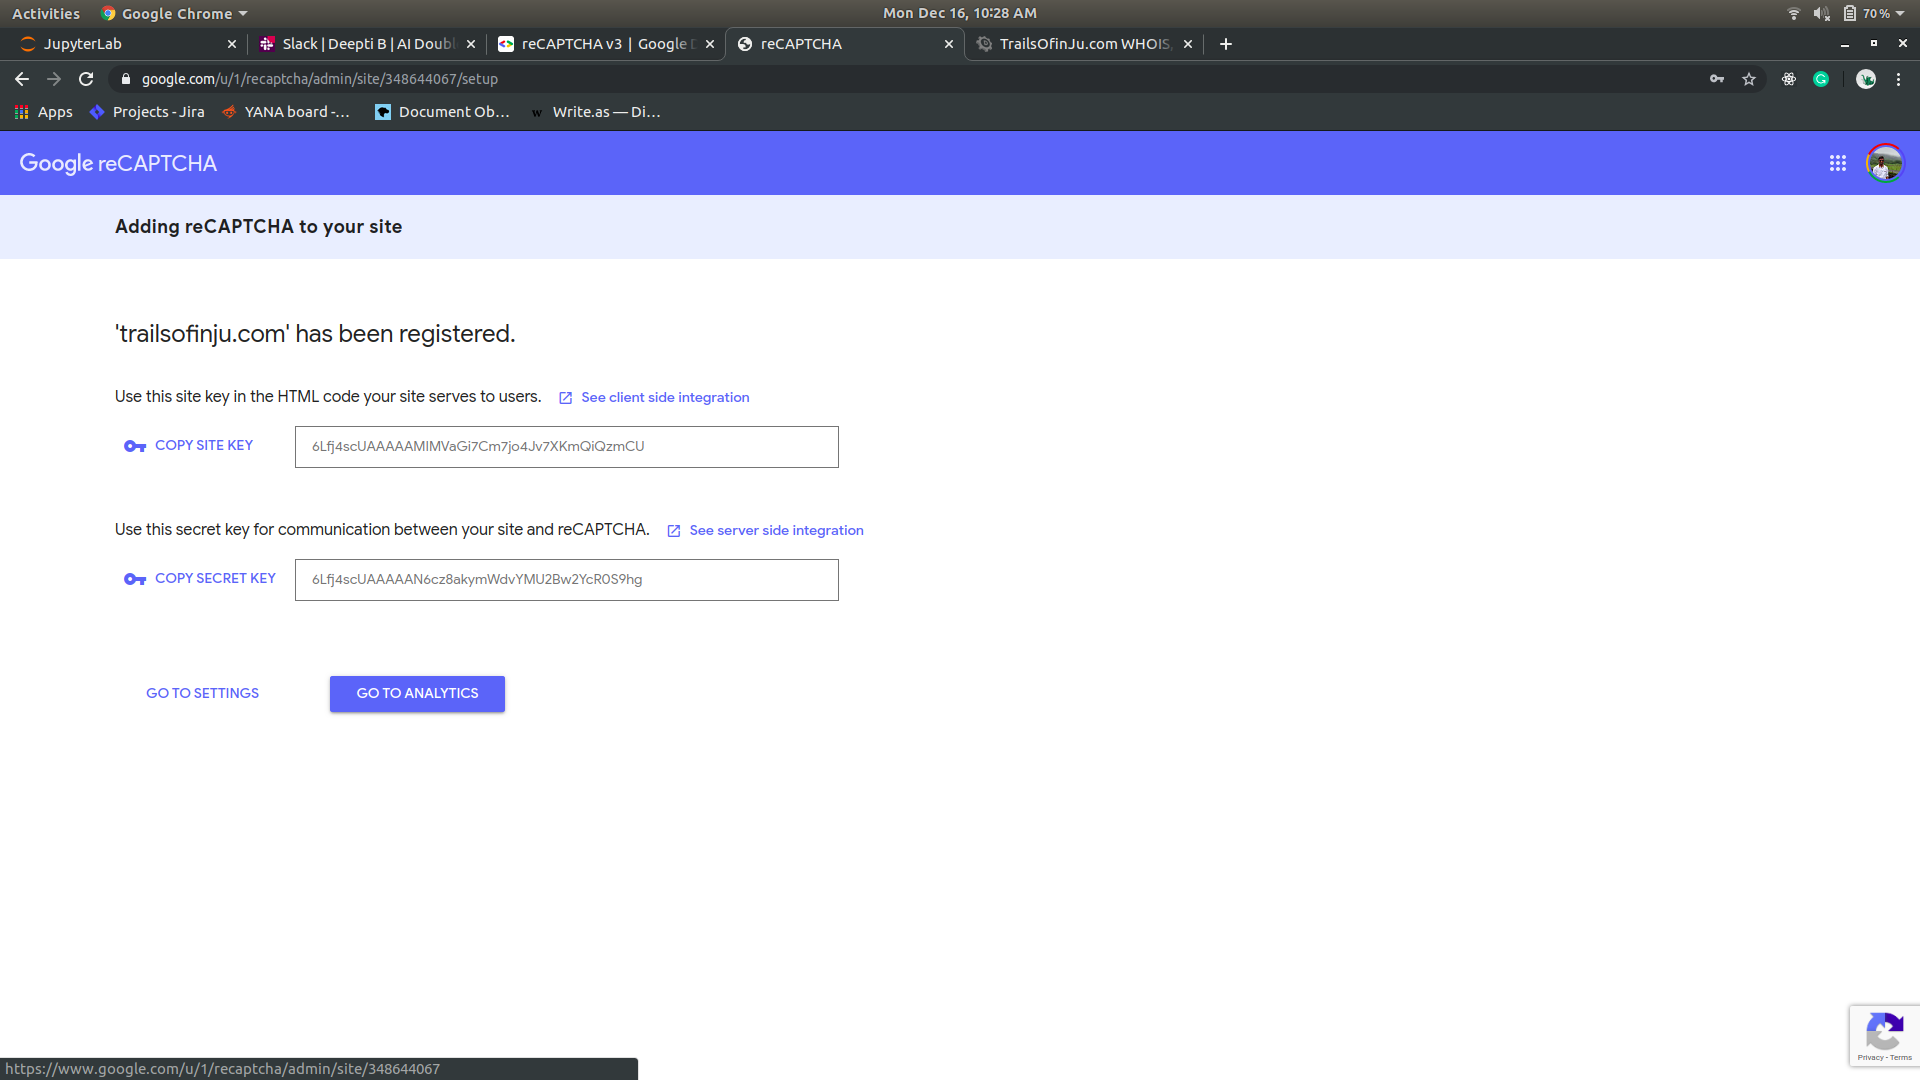 Activities Google Chrome Mon Dec 16, 10:28 AM 70 %
JupyterLab Slack | Deepti B | AI Doubl reCAPTCHA v3 | Google D reCAPTCHA TrailsOfinJu.com WHOIS,
google.com/u/1/recaptcha/admin/site/348644067/setup
Apps Projects - Jira YANA board -... Document Ob... w Write.as — Di...
Google reCAPTCHA
Adding reCAPTCHA to your site
'trailsofinju.com' has been registered.
Use this site key in the HTML code your site serves to users. See client side integration
COPY SITE KEY 6Lfj4scUAAAAAMIMVaGi7Cm7jo4Jv7XKmQiQzmCU
Use this secret key for communication between your site and reCAPTCHA. See server side integration
COPY SECRET KEY 6Lfj4scUAAAAAN6cz8akymWdvYMU2Bw2YcR0S9hg
GO TO SETTINGS GO TO ANALYTICS
Privacy - Terms
https://www.google.com/u/1/recaptcha/admin/site/348644067